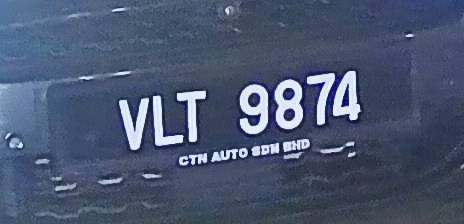 VLT 9874
CTN AUTO SDN BHD